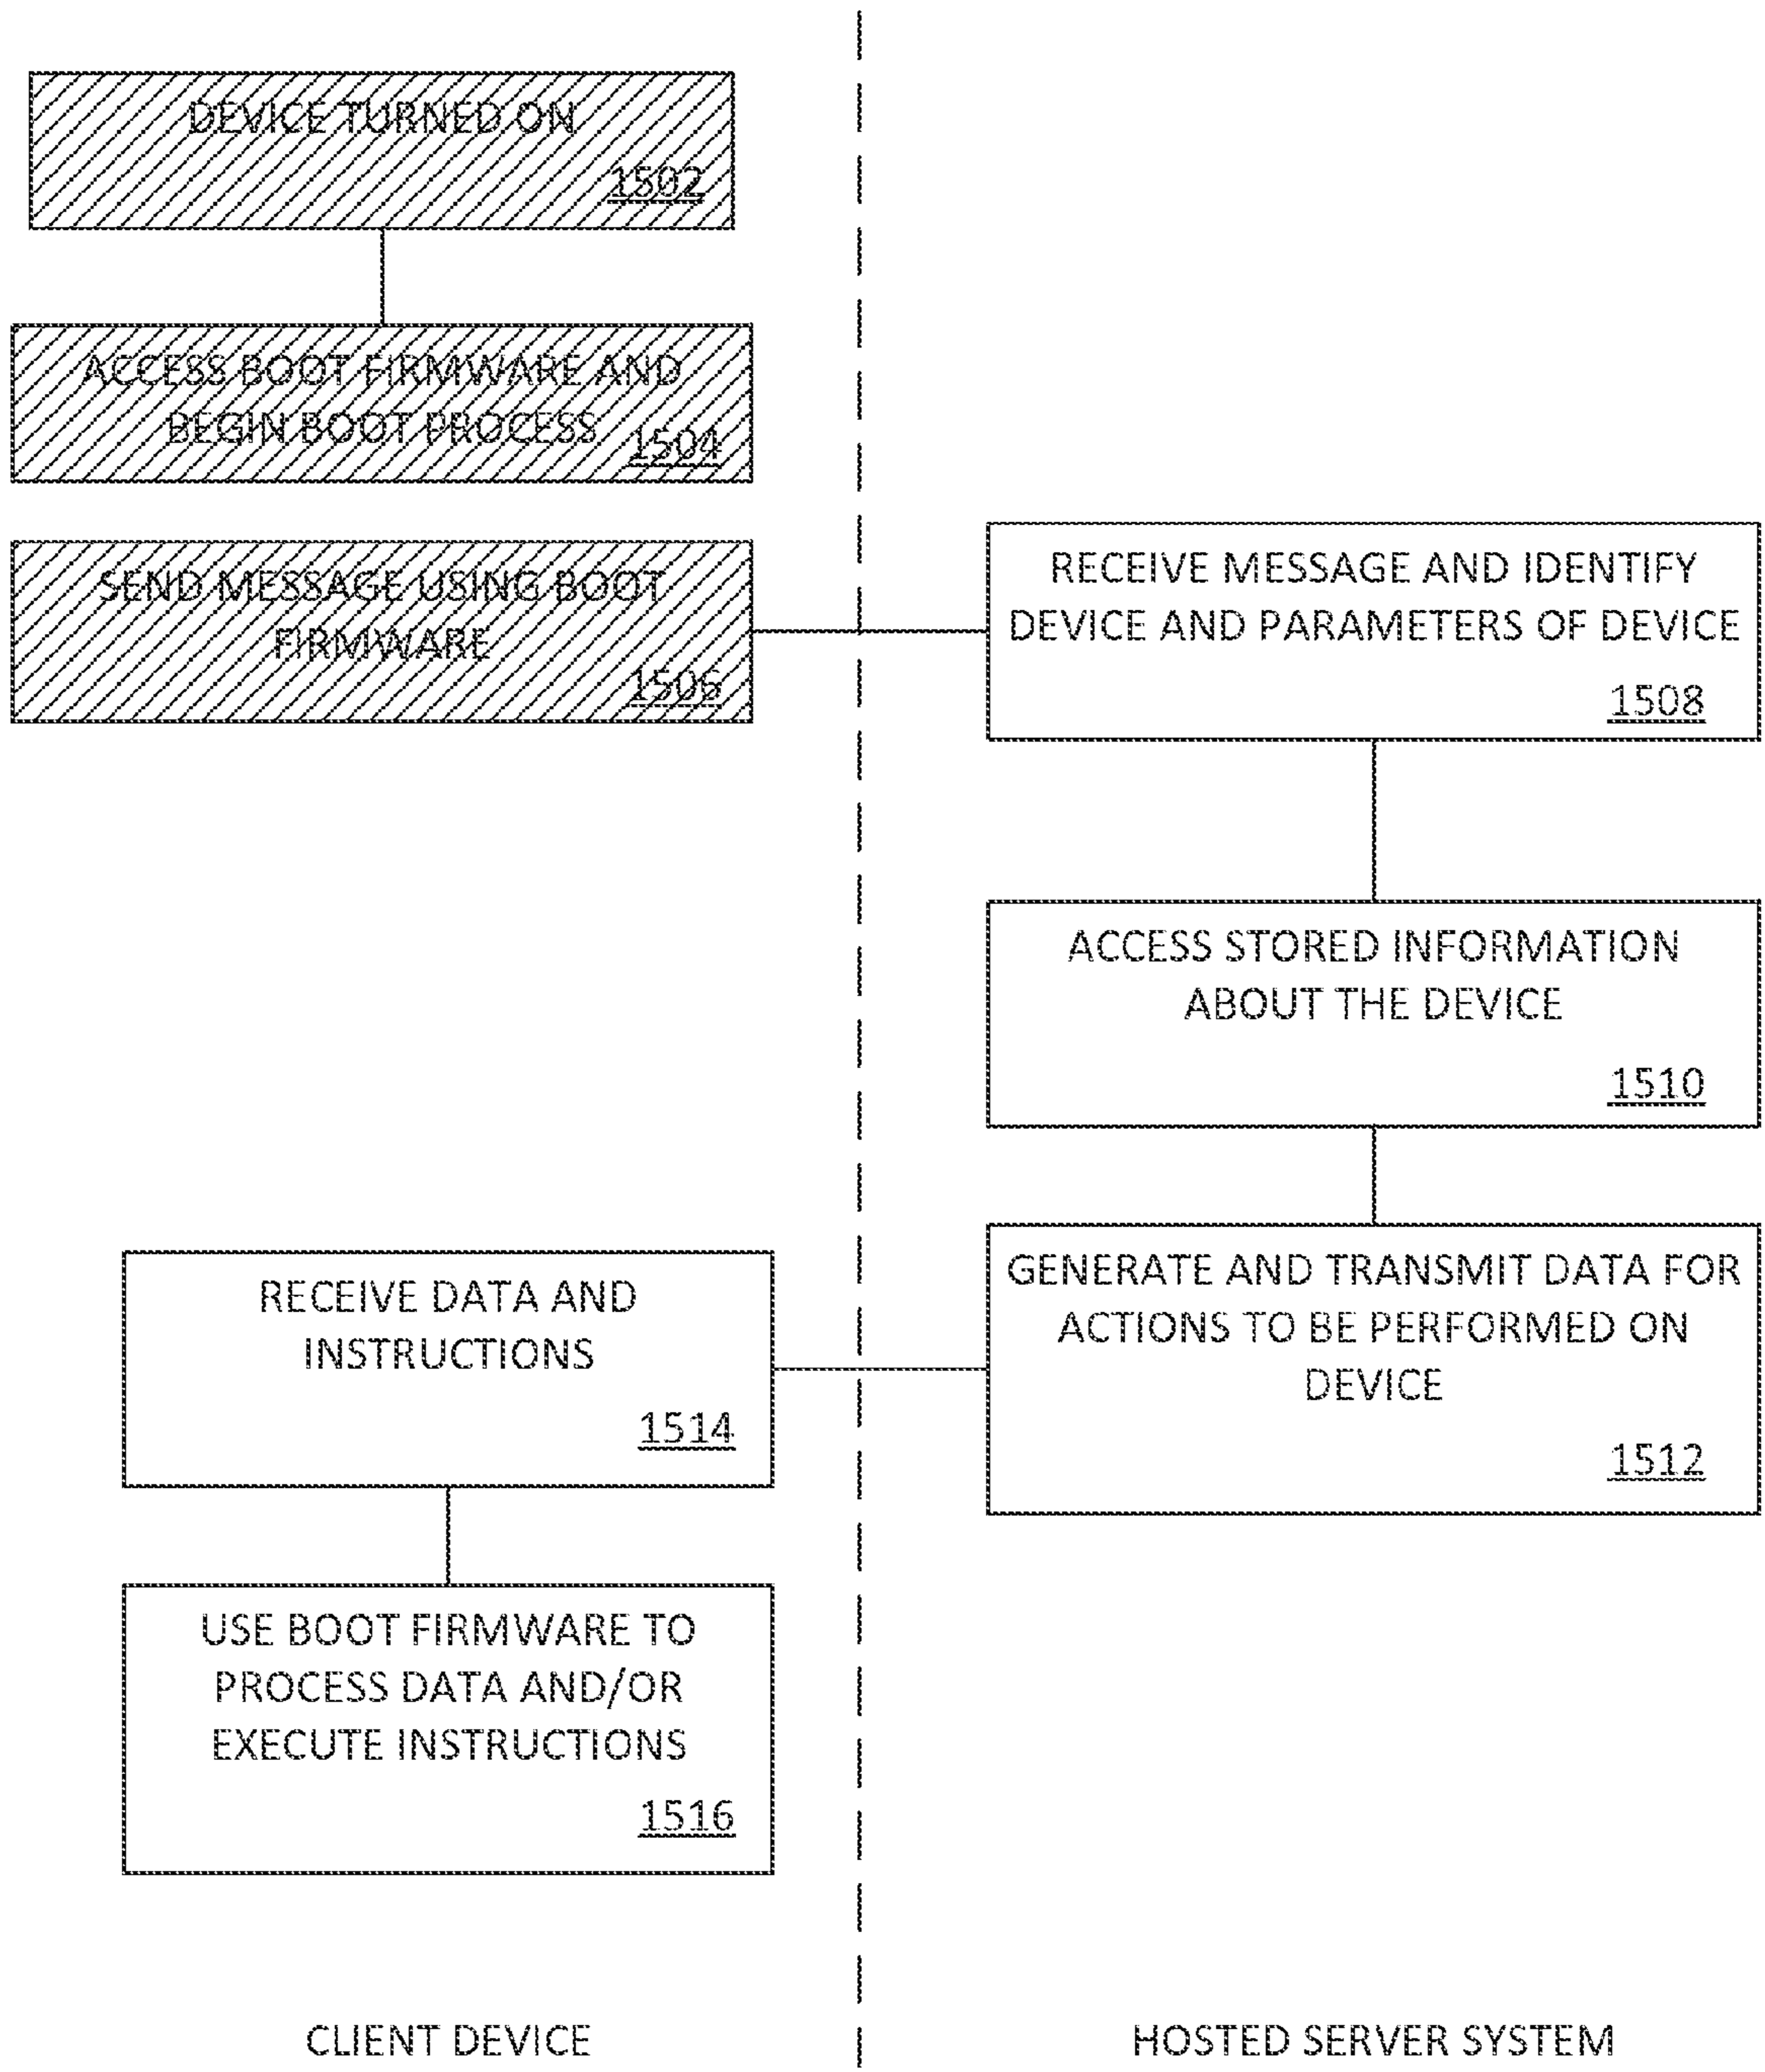 DEVICE TURNED ON
1502
ACCESS BOOT FIRMWARE AND
BEGIN BOOT PROCESS
1504
SEND MESSAGE USING BOOT
FIRMWARE
1506
RECEIVE MESSAGE AND IDENTIFY
DEVICE AND PARAMETERS OF DEVICE
1508
ACCESS STORED INFORMATION
ABOUT THE DEVICE
1510
GENERATE AND TRANSMIT DATA FOR
ACTIONS TO BE PERFORMED ON
DEVICE
1512
RECEIVE DATA AND
INSTRUCTIONS
1514
USE BOOT FIRMWARE TO
PROCESS DATA AND/OR
EXECUTE INSTRUCTIONS
1516
CLIENT DEVICE
HOSTED SERVER SYSTEM